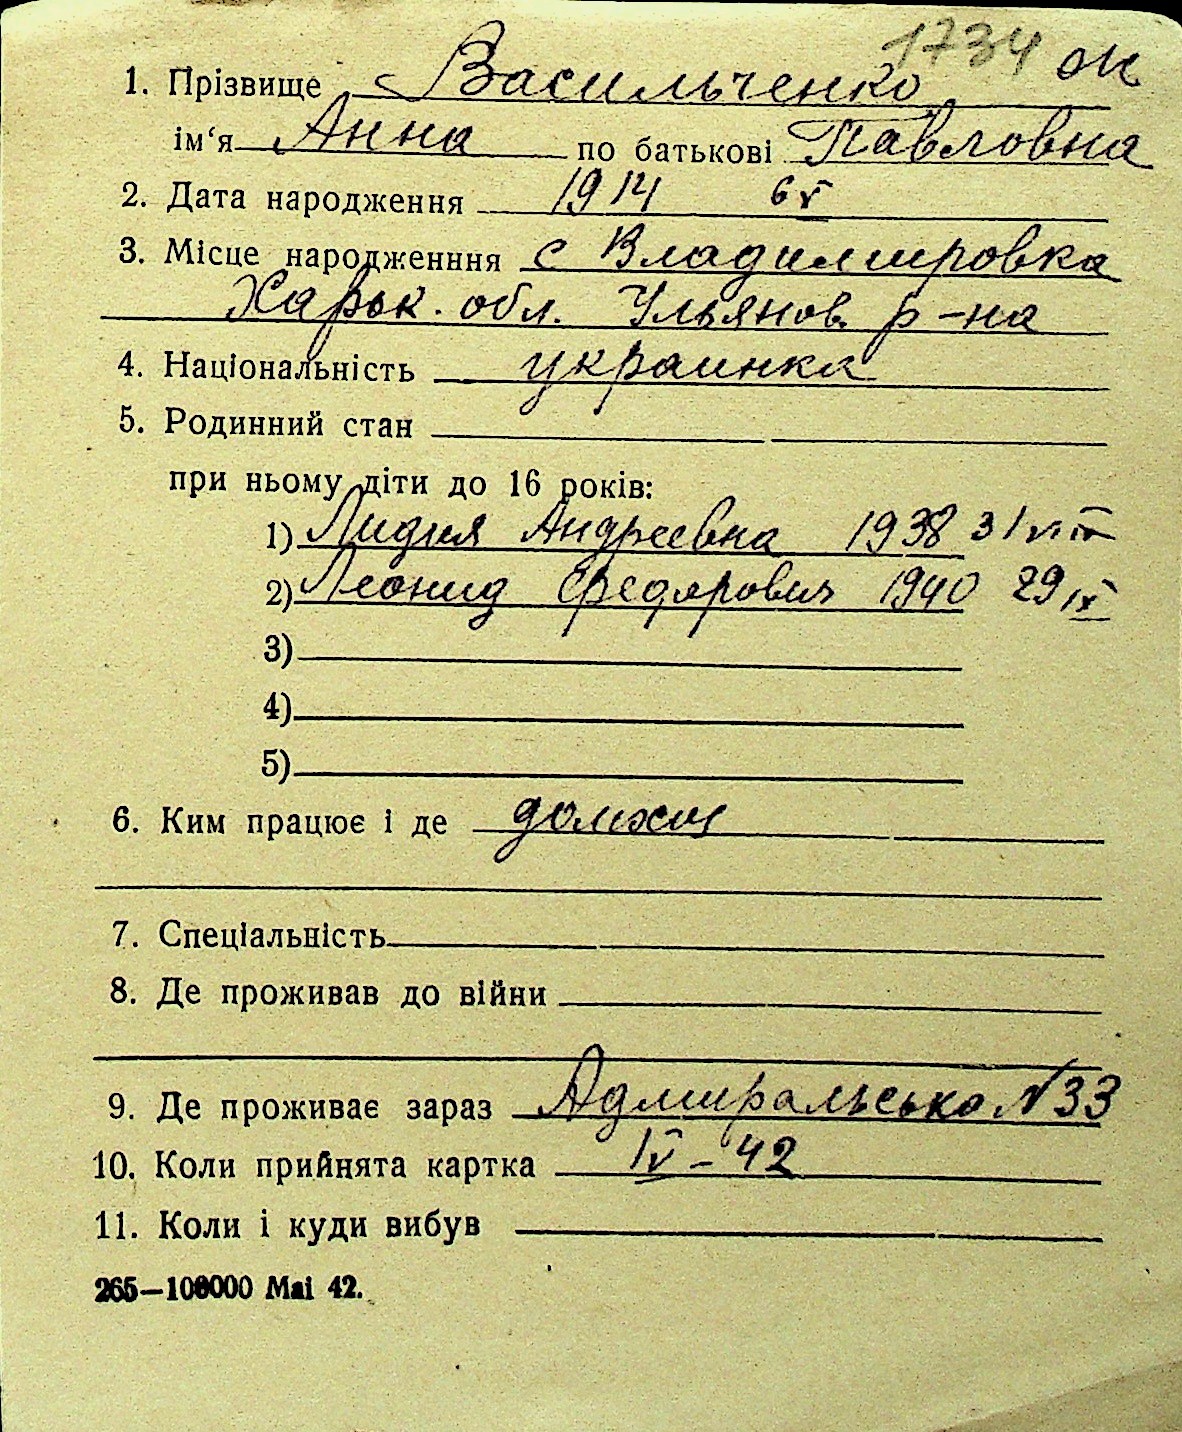 1734 ок
1. Прізвище Васильченко
ім‘я Анна по батькові Павловна
2. Дата народження 1914 6 V
3. Місце народженння с Владимировка
Харьк. обл. Ульянов. р-на
4. Національність украинка
5. Родинний стан
при ньому діти до 16 років:
1) Лидия Андреевна 1938 31 VIII
2) Леонид Федорович 1940 29 IX
3)
4)
5)
6. Ким працює і де домхоз
7. Спеціальність
8. Де проживав до війни
9. Де проживає зараз Адмиральська N 33
10. Коли прийнята картка IV - 42
11. Коли і куди вибув
265—100000 Mai 42.